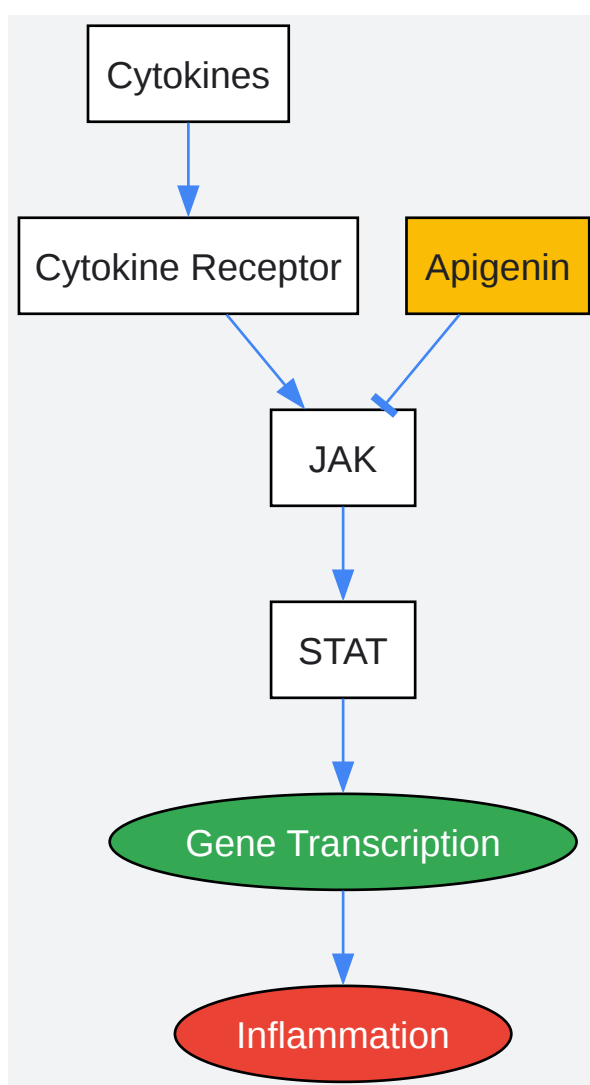 Cytokines
Cytokine Receptor
Apigenin
JAK
STAT
Gene Transcription
Inflammation